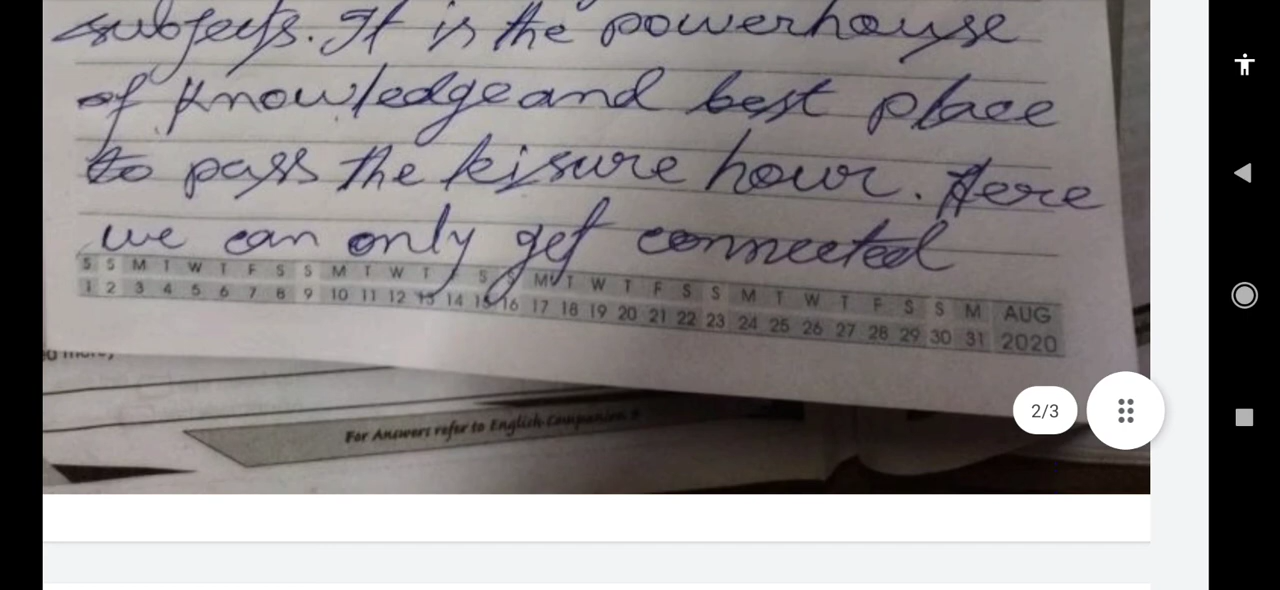 subjects. It is the powerhouse
of knowledge and best place
to pass the leisure hour. Here
we can only get connected
S S M T W T F S S M T W T F S S M T W T F S S M T W T F S S M AUG
1 2 3 4 5 6 7 8 9 10 11 12 13 14 15 16 17 18 19 20 21 22 23 24 25 26 27 28 29 30 31 2020
For Answers refer to English Companion
2/3